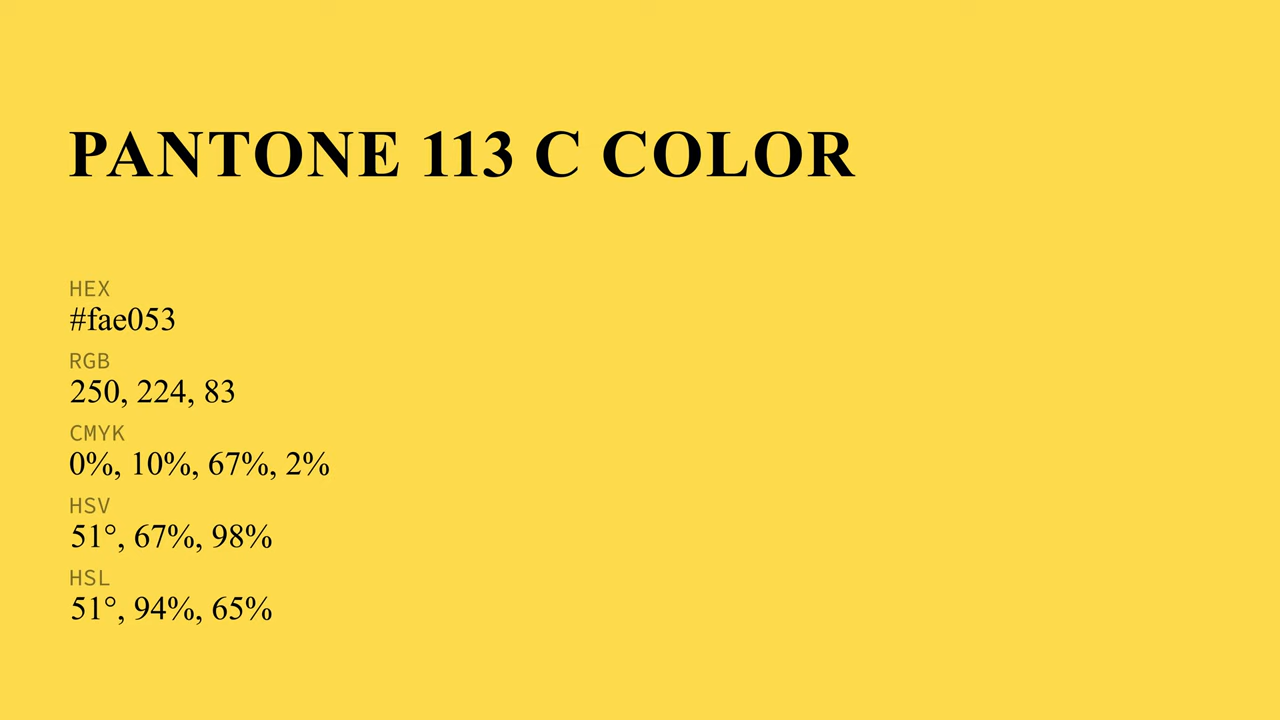 PANTONE 113 C COLOR
HEX
#fae053
RGB
250, 224, 83
CMYK
0%, 10%, 67%, 2%
HSV
51°, 67%, 98%
HSL
51°, 94%, 65%